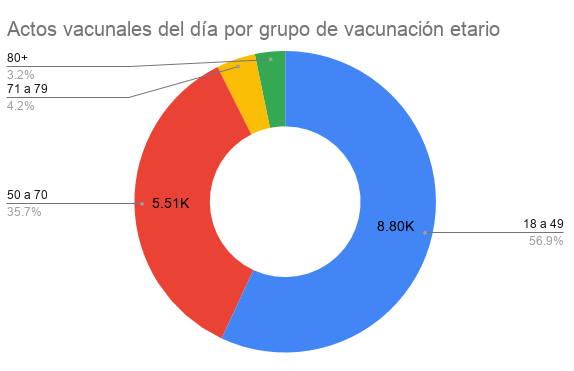 Actos vacunales del día por grupo de vacunación etario
80+
3.2%
71 a 79
4.2%
50 a 70
35.7%
5.51K
8.80K
18 a 49
56.9%